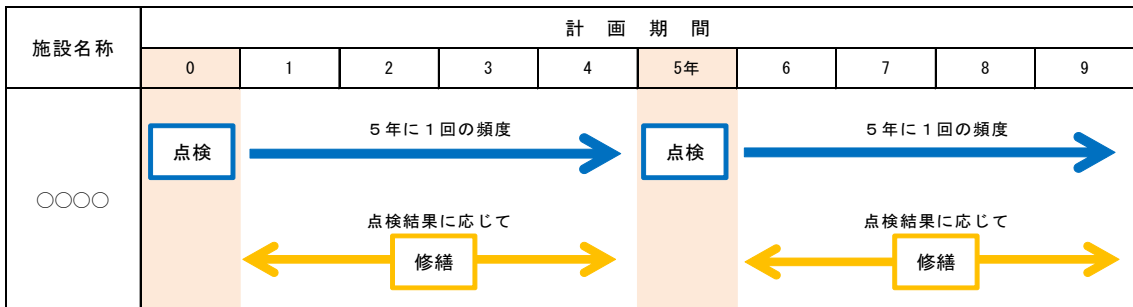 施設名称
計 画 期 間
0 1 2 3 4 5年 6 7 8 9
５年に１回の頻度 ５年に１回の頻度
点検 点検
○○○○
点検結果に応じて 点検結果に応じて
修繕 修繕